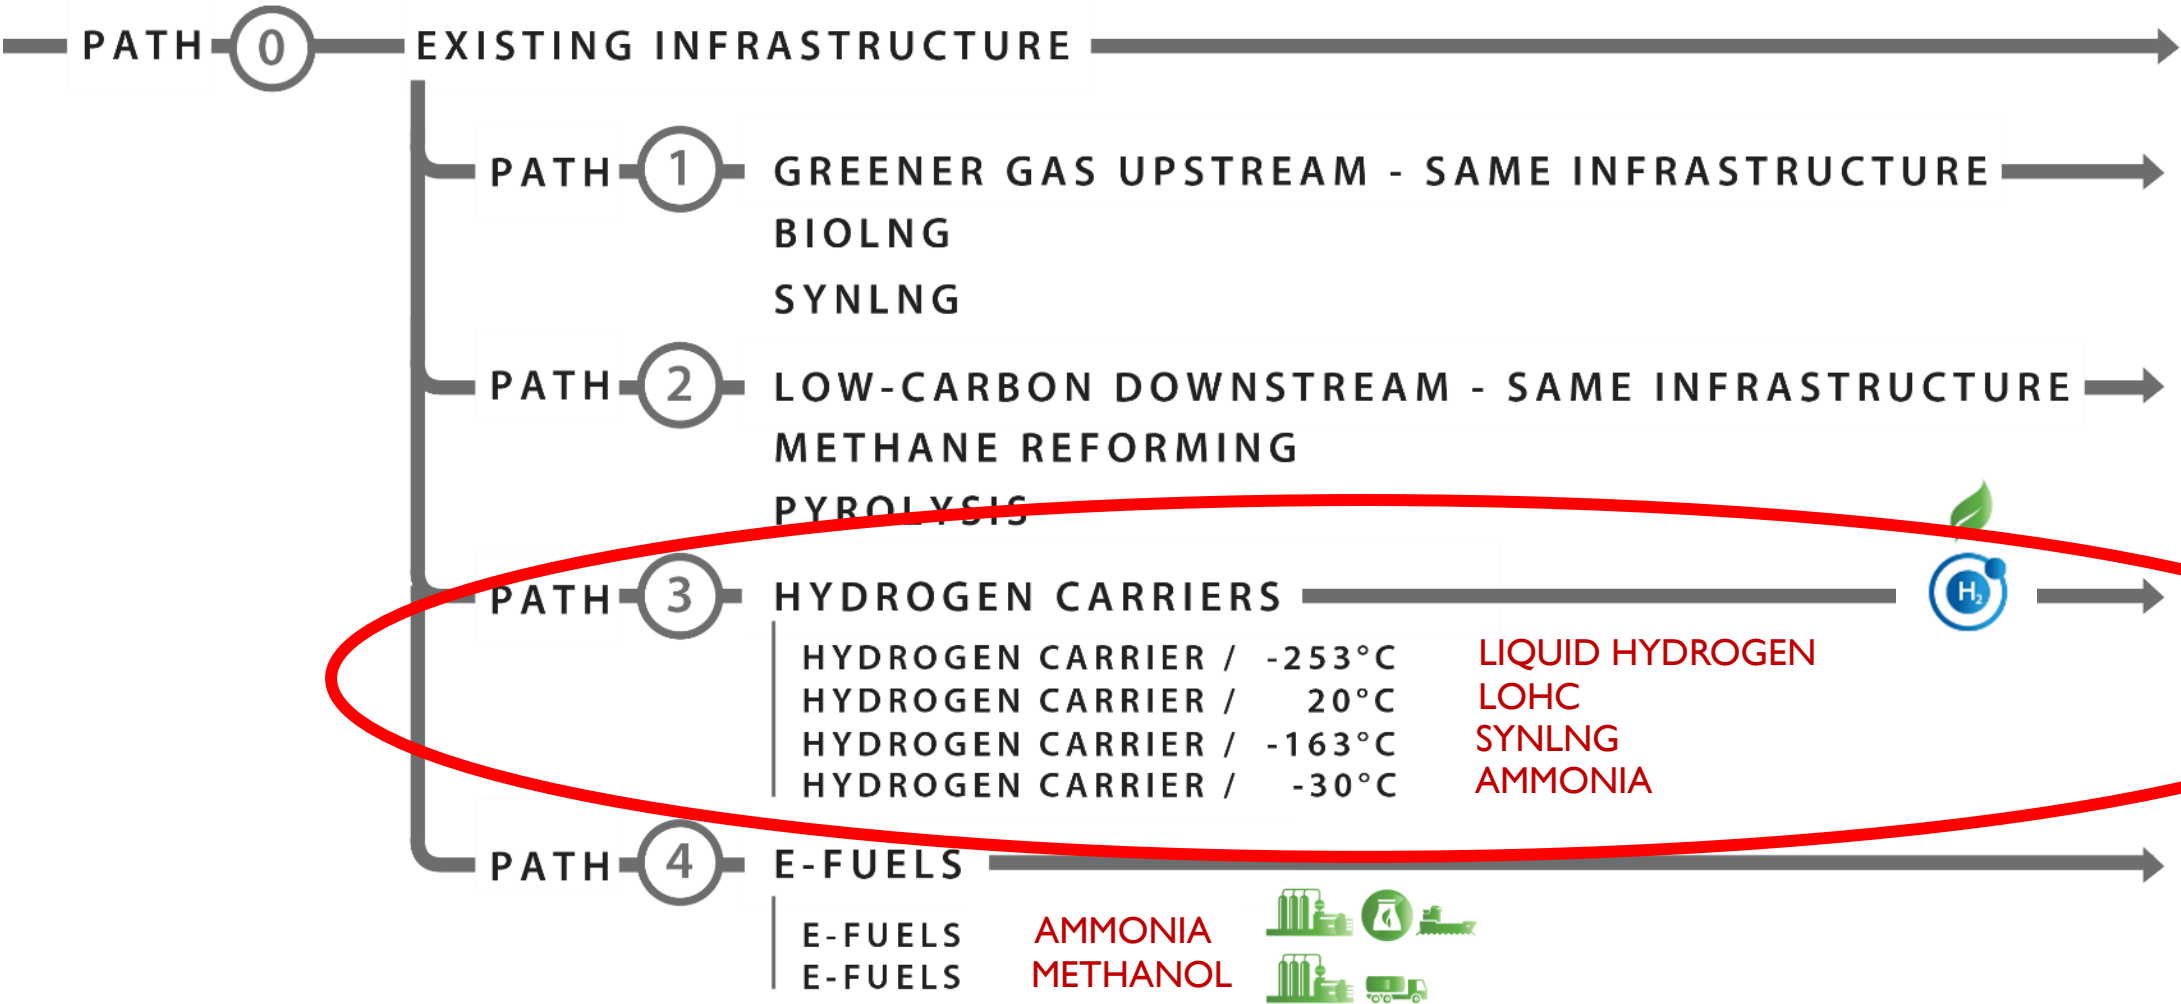 PATH 0 EXISTING INFRASTRUCTURE
PATH 1 GREENER GAS UPSTREAM - SAME INFRASTRUCTURE
BIOLNG
SYNLNG
PATH 2 LOW-CARBON DOWNSTREAM - SAME INFRASTRUCTURE
METHANE REFORMING
PYROLYSIS
PATH 3 HYDROGEN CARRIERS H₂
HYDROGEN CARRIER / -253°C LIQUID HYDROGEN
HYDROGEN CARRIER / 20°C LOHC
HYDROGEN CARRIER / -163°C SYNLNG
HYDROGEN CARRIER / -30°C AMMONIA
PATH 4 E-FUELS
E-FUELS AMMONIA
E-FUELS METHANOL